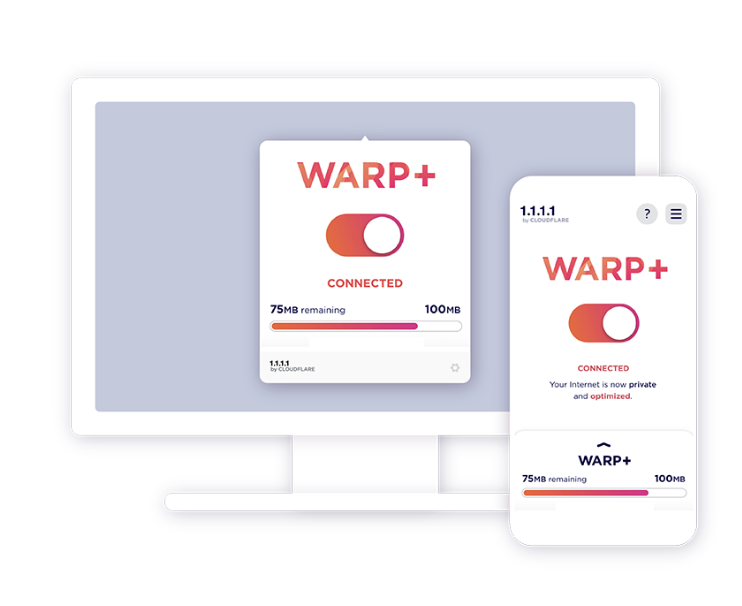 WARP+
CONNECTED
75MB remaining 100MB
1.1.1.1
by CLOUDFLARE
1.1.1.1
by CLOUDFLARE
?
WARP+
CONNECTED
Your Internet is now private
and optimized.
WARP+
75MB remaining 100MB